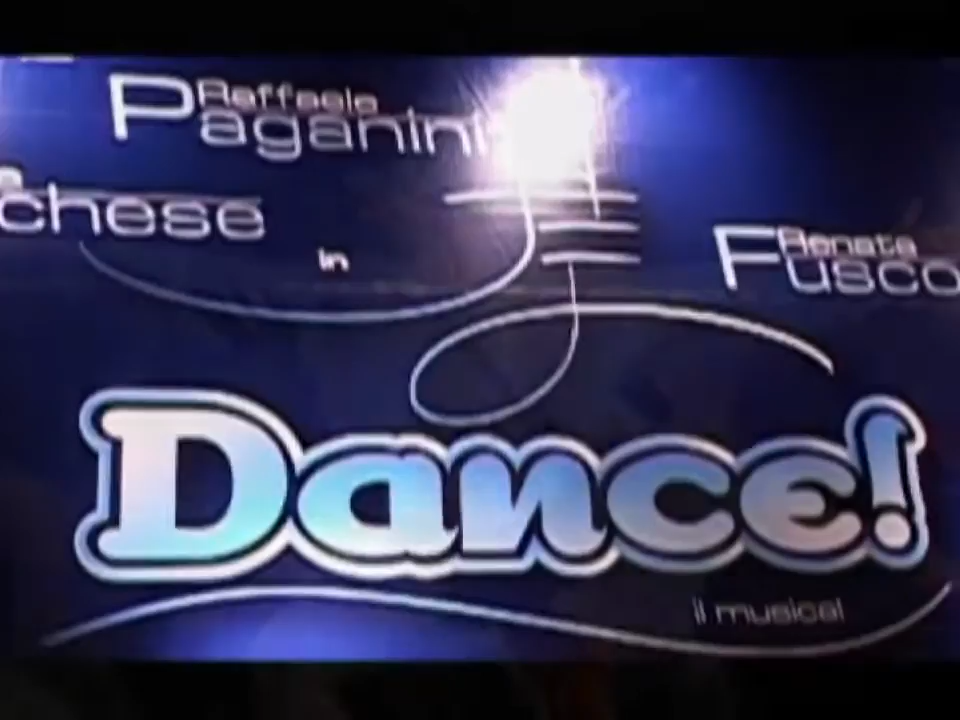 Raffaele
Paganini
chese
in
Renata
Fusco
Dance!
il musical